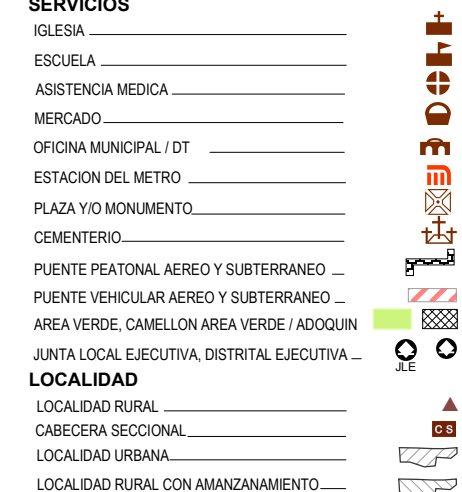 SERVICIOS
IGLESIA
ESCUELA
ASISTENCIA MEDICA
MERCADO
OFICINA MUNICIPAL / DT
ESTACION DEL METRO
PLAZA Y/O MONUMENTO
CEMENTERIO
PUENTE PEATONAL AEREO Y SUBTERRANEO
PUENTE VEHICULAR AEREO Y SUBTERRANEO
AREA VERDE, CAMELLON AREA VERDE / ADOQUIN
JUNTA LOCAL EJECUTIVA, DISTRITAL EJECUTIVA
JLE
LOCALIDAD
LOCALIDAD RURAL
CABECERA SECCIONAL CS
LOCALIDAD URBANA
LOCALIDAD RURAL CON AMANZANAMIENTO